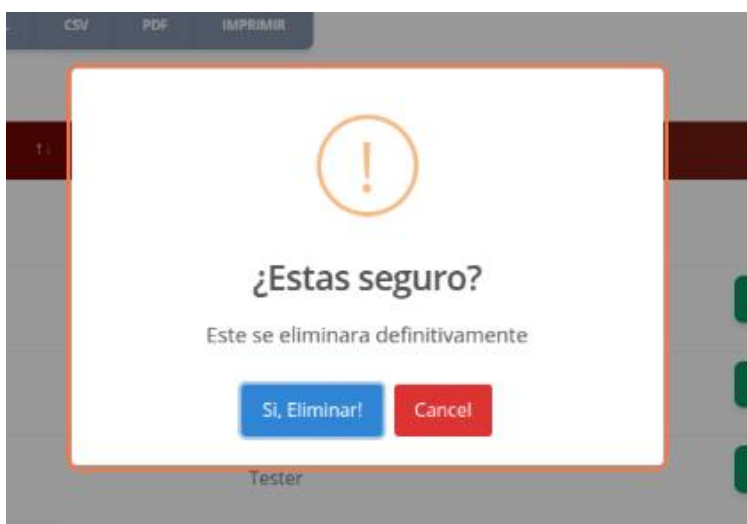 CSV PDF IMPRIMIR
!
¿Estas seguro?
Este se eliminara definitivamente
Si, Eliminar! Cancel
Tester